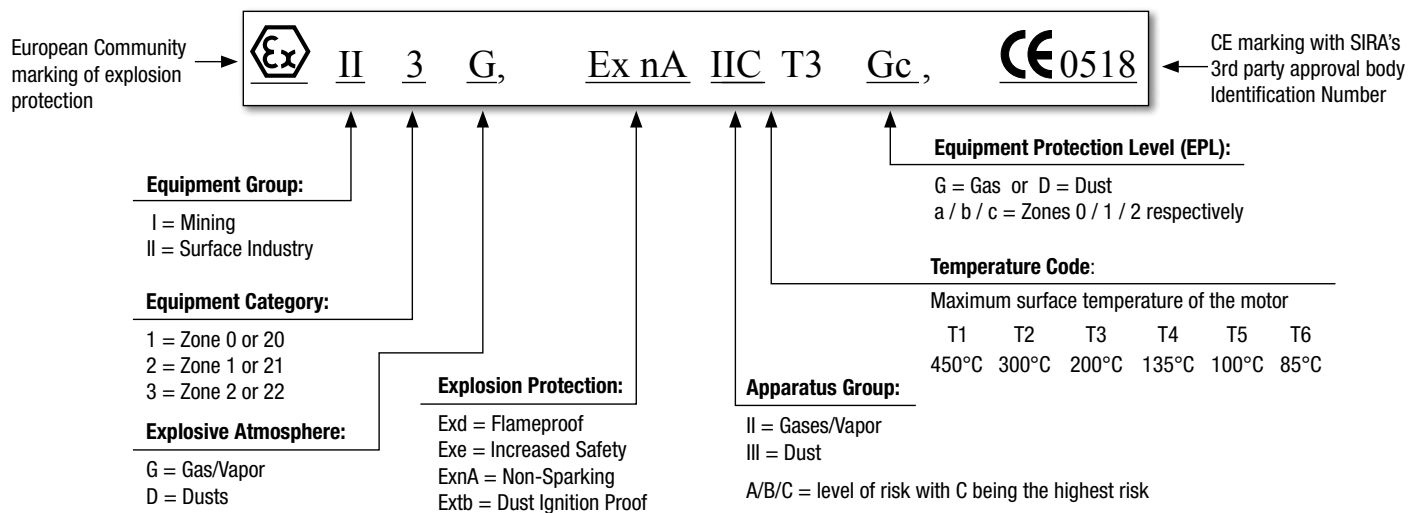 European Community
marking of explosion
protection
Ex II 3 G, Ex nA IIC T3 Gc, CE 0518
CE marking with SIRA's
3rd party approval body
Identification Number
Equipment Group:
I = Mining
II = Surface Industry
Equipment Category:
1 = Zone 0 or 20
2 = Zone 1 or 21
3 = Zone 2 or 22
Explosive Atmosphere:
G = Gas/Vapor
D = Dusts
Explosion Protection:
Exd = Flameproof
Exe = Increased Safety
ExnA = Non-Sparking
Extb = Dust Ignition Proof
Apparatus Group:
II = Gases/Vapor
III = Dust
A/B/C = level of risk with C being the highest risk
Equipment Protection Level (EPL):
G = Gas or D = Dust
a / b / c = Zones 0 / 1 / 2 respectively
Temperature Code:
Maximum surface temperature of the motor
T1 T2 T3 T4 T5 T6
450°C 300°C 200°C 135°C 100°C 85°C